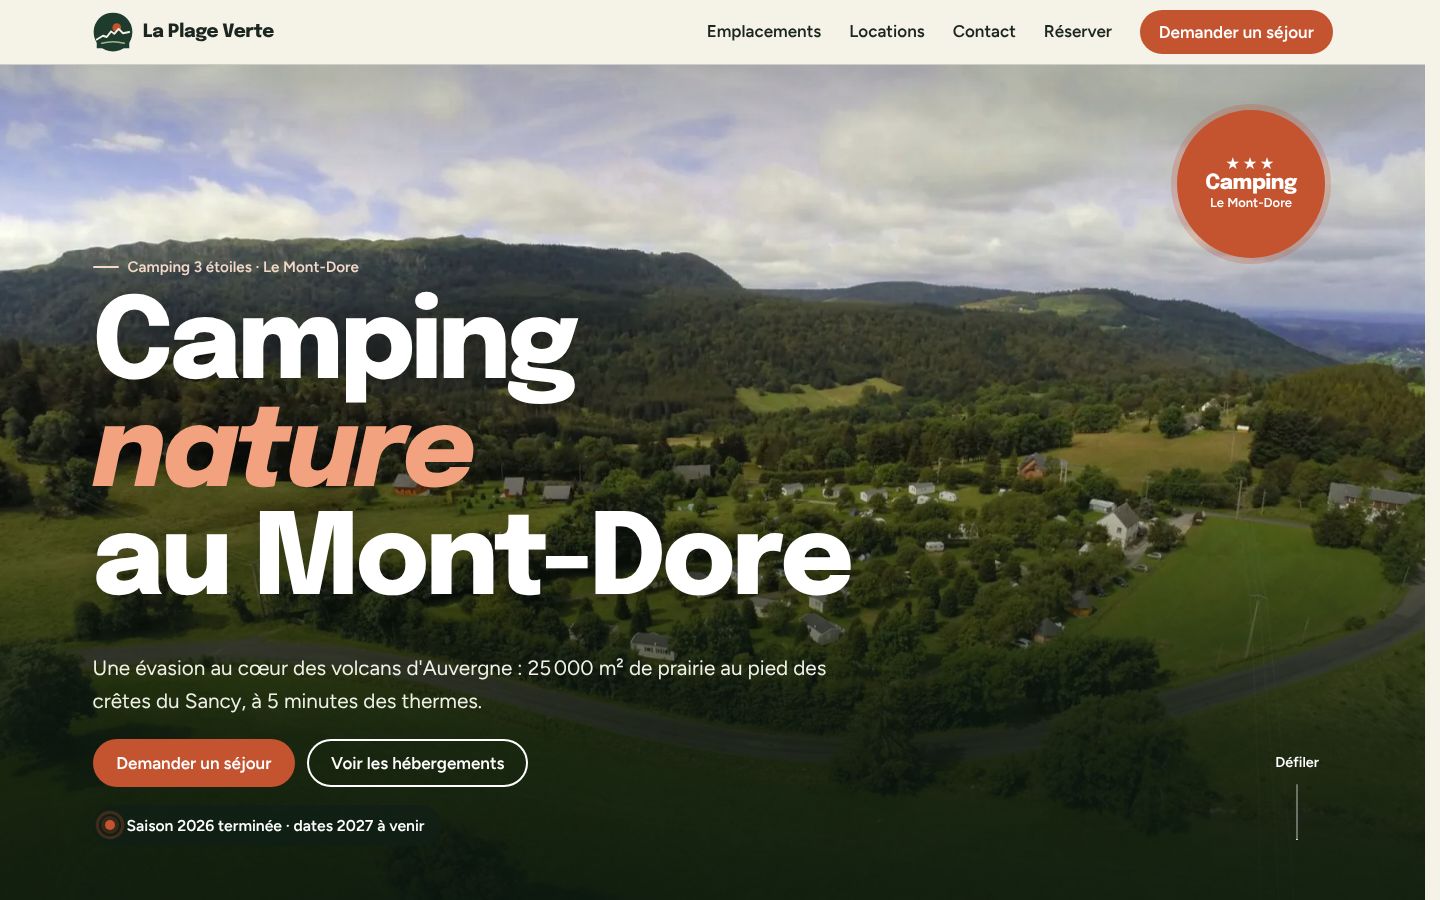 La Plage Verte
Emplacements
Locations
Contact
Réserver
Demander un séjour
★ ★ ★
Camping
Le Mont-Dore
Camping 3 étoiles · Le Mont-Dore
Camping
nature
au Mont-Dore
Une évasion au cœur des volcans d'Auvergne : 25 000 m² de prairie au pied des
crêtes du Sancy, à 5 minutes des thermes.
Demander un séjour
Voir les hébergements
Défiler
Saison 2026 terminée · dates 2027 à venir